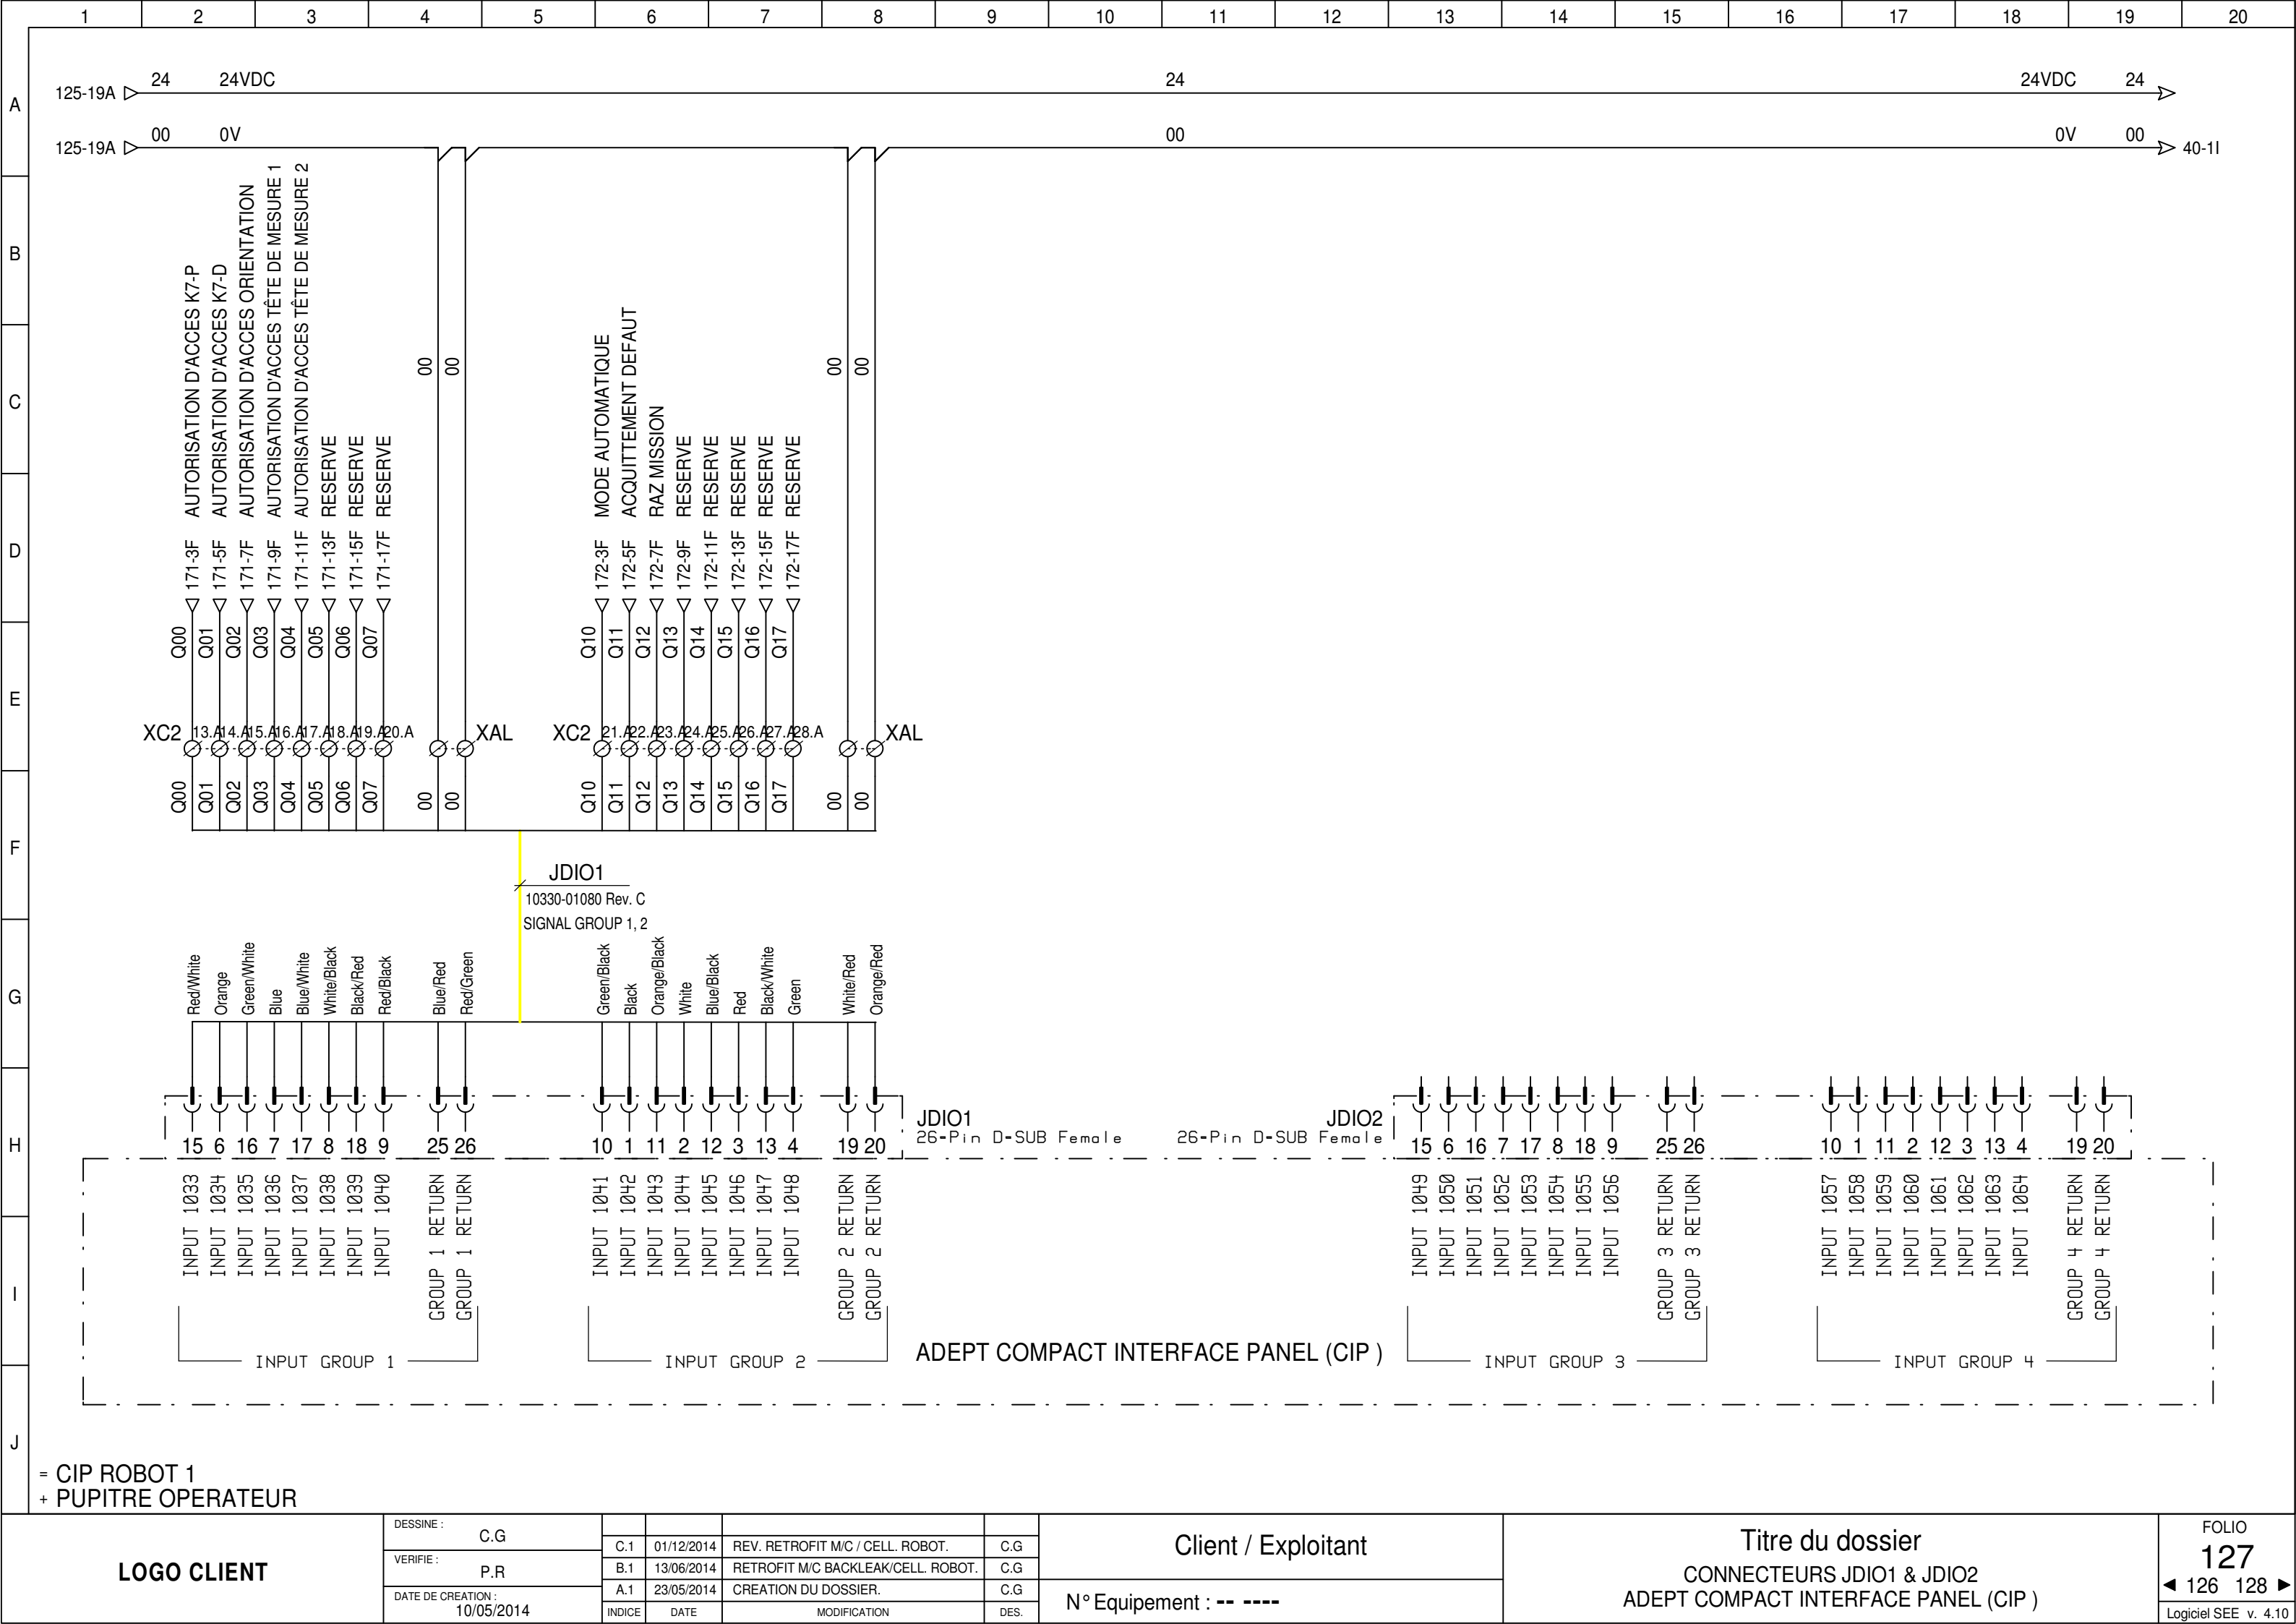 1 2 3 4 5 6 7 8 9 10 11 12 13 14 15 16 17 18 19 20
A
B
C
D
E
F
G
H
I
J
125-19A 24 24VDC 24 24VDC 24
125-19A 00 0V 00 0V 00 40-1I
171-3F AUTORISATION D'ACCES K7-P
171-5F AUTORISATION D'ACCES K7-D
171-7F AUTORISATION D'ACCES ORIENTATION
171-9F AUTORISATION D'ACCES TÊTE DE MESURE 1
171-11F AUTORISATION D'ACCES TÊTE DE MESURE 2
171-13F RESERVE
171-15F RESERVE
171-17F RESERVE
00 00
172-3F MODE AUTOMATIQUE
172-5F ACQUITTEMENT DEFAUT
172-7F RAZ MISSION
172-9F RESERVE
172-11F RESERVE
172-13F RESERVE
172-15F RESERVE
172-17F RESERVE
00 00
Q00 Q01 Q02 Q03 Q04 Q05 Q06 Q07
Q10 Q11 Q12 Q13 Q14 Q15 Q16 Q17
XC2 13.A 14.A 15.A 16.A 17.A 18.A 19.A 20.A XAL
XC2 21.A 22.A 23.A 24.A 25.A 26.A 27.A 28.A XAL
Q00 Q01 Q02 Q03 Q04 Q05 Q06 Q07 00 00
Q10 Q11 Q12 Q13 Q14 Q15 Q16 Q17 00 00
JDIO1
10330-01080 Rev. C
SIGNAL GROUP 1, 2
Red/White Orange Green/White Blue Blue/White White/Black Black/Red Red/Black Blue/Red Red/Green
Green/Black Black Orange/Black White Blue/Black Red Black/White Green White/Red Orange/Red
JDIO1
26-Pin D-SUB Female
JDIO2
26-Pin D-SUB Female
15 6 16 7 17 8 18 9 25 26
10 1 11 2 12 3 13 4 19 20
15 6 16 7 17 8 18 9 25 26
10 1 11 2 12 3 13 4 19 20
INPUT 1033
INPUT 1034
INPUT 1035
INPUT 1036
INPUT 1037
INPUT 1038
INPUT 1039
INPUT 1040
GROUP 1 RETURN
GROUP 1 RETURN
INPUT 1041
INPUT 1042
INPUT 1043
INPUT 1044
INPUT 1045
INPUT 1046
INPUT 1047
INPUT 1048
GROUP 2 RETURN
GROUP 2 RETURN
INPUT 1049
INPUT 1050
INPUT 1051
INPUT 1052
INPUT 1053
INPUT 1054
INPUT 1055
INPUT 1056
GROUP 3 RETURN
GROUP 3 RETURN
INPUT 1057
INPUT 1058
INPUT 1059
INPUT 1060
INPUT 1061
INPUT 1062
INPUT 1063
INPUT 1064
GROUP 4 RETURN
GROUP 4 RETURN
INPUT GROUP 1
INPUT GROUP 2
ADEPT COMPACT INTERFACE PANEL (CIP )
INPUT GROUP 3
INPUT GROUP 4
= CIP ROBOT 1
+ PUPITRE OPERATEUR
LOGO CLIENT
DESSINE :
C.G
VERIFIE :
P.R
DATE DE CREATION :
10/05/2014
C.1 01/12/2014 REV. RETROFIT M/C / CELL. ROBOT. C.G
B.1 13/06/2014 RETROFIT M/C BACKLEAK/CELL. ROBOT. C.G
A.1 23/05/2014 CREATION DU DOSSIER. C.G
INDICE DATE MODIFICATION DES.
Client / Exploitant
N° Equipement : -- ----
Titre du dossier
CONNECTEURS JDIO1 & JDIO2
ADEPT COMPACT INTERFACE PANEL (CIP )
FOLIO
127
◄ 126 128 ►
Logiciel SEE v. 4.10